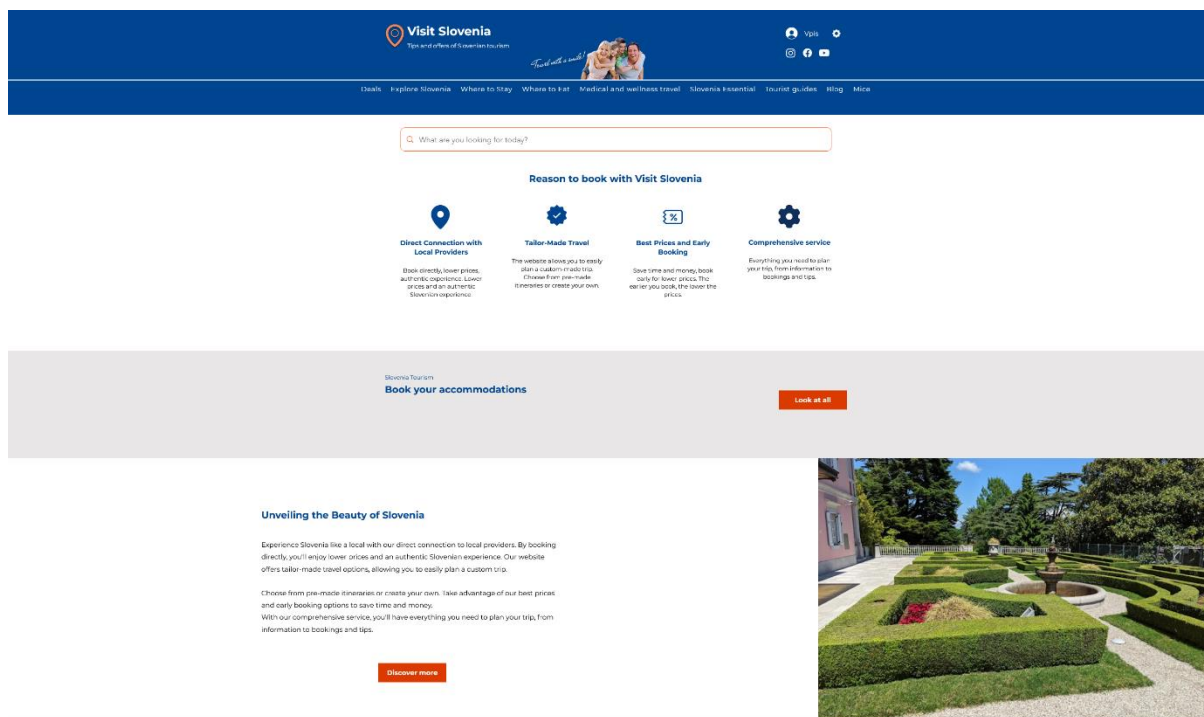 Visit Slovenia
Tips and offers of Slovenian tourism
Travel with a smile!
Vpis
Deals Explore Slovenia Where to Stay Where to Eat Medical and wellness travel Slovenia Essential Tourist guides Blog Mice
What are you looking for today?
Reason to book with Visit Slovenia
Direct Connection with
Local Providers
Book directly, lower prices,
authentic experience. Lower
prices and an authentic
Slovenian experience
Tailor-Made Travel
The website allows you to easily
plan a custom-made trip.
Choose from pre-made
itineraries or create your own.
Best Prices and Early
Booking
Save time and money, book
early for lower prices. The
earlier you book, the lower the
prices.
Comprehensive service
Everything you need to plan
your trip, from information to
bookings and tips.
Slovenia Tourism
Book your accommodations
Look at all
Unveiling the Beauty of Slovenia
Experience Slovenia like a local with our direct connection to local providers. By booking
directly, you'll enjoy lower prices and an authentic Slovenian experience. Our website
offers tailor-made travel options, allowing you to easily plan a custom trip.
Choose from pre-made itineraries or create your own. Take advantage of our best prices
and early booking options to save time and money.
With our comprehensive service, you'll have everything you need to plan your trip, from
information to bookings and tips.
Discover more